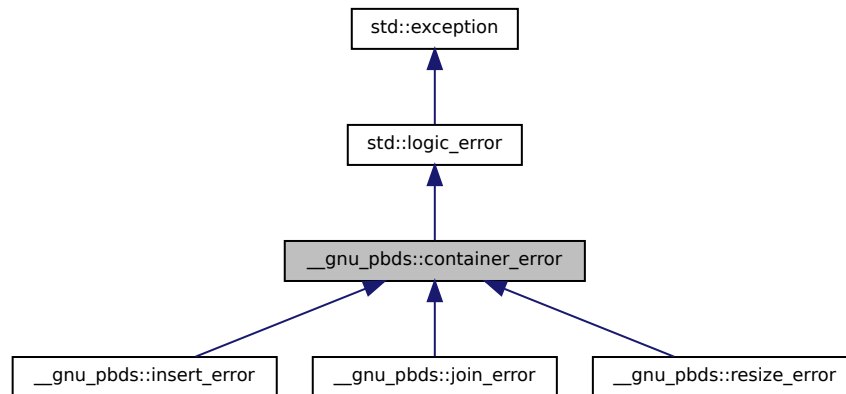 std::exception
std::logic_error
__gnu_pbds::container_error
__gnu_pbds::insert_error
__gnu_pbds::join_error
__gnu_pbds::resize_error